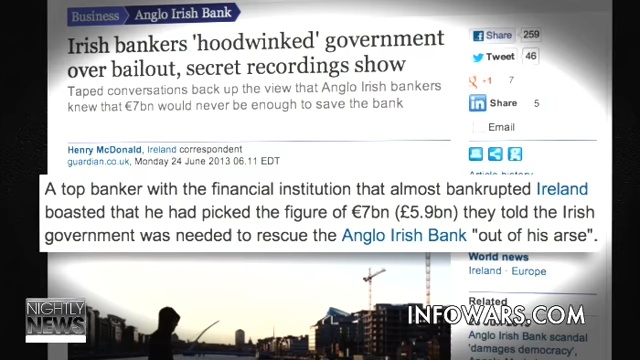 Business Anglo Irish Bank
Irish bankers 'hoodwinked' government
over bailout, secret recordings show
Taped conversations back up the view that Anglo Irish bankers
knew that €7bn would never be enough to save the bank
Henry McDonald, Ireland correspondent
guardian.co.uk, Monday 24 June 2013 06.11 EDT
Share 259
Tweet 46
+1 7
Share 5
Email
Article history
A top banker with the financial institution that almost bankrupted Ireland
boasted that he had picked the figure of €7bn (£5.9bn) they told the Irish
government was needed to rescue the Anglo Irish Bank "out of his arse".
World news
Ireland · Europe
Related
Anglo Irish Bank scandal
'damages democracy',
NIGHTLY
NEWS
INFOWARS.COM